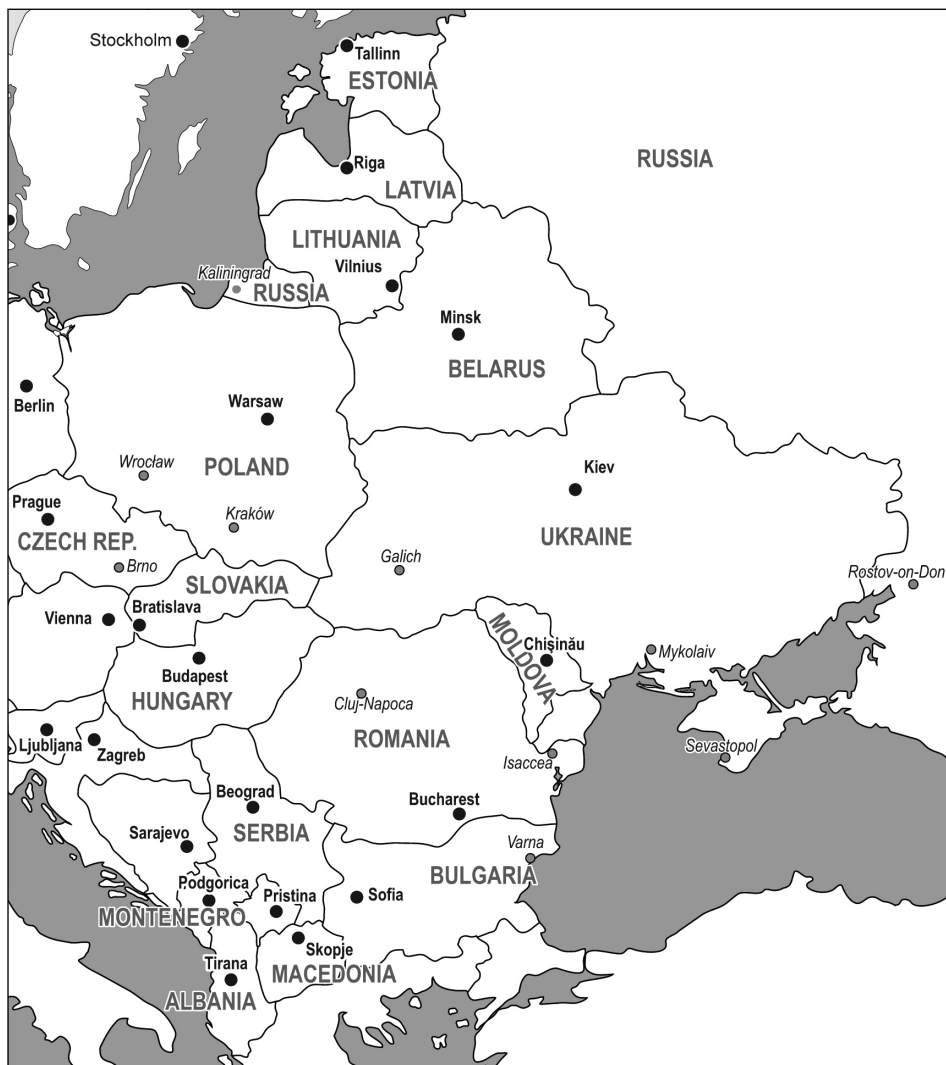 Stockholm
Tallinn
ESTONIA
RUSSIA
Riga
LATVIA
LITHUANIA
Vilnius
Kaliningrad
RUSSIA
Minsk
BELARUS
Berlin
Warsaw
Wrocław
POLAND
Kiev
Prague
Kraków
UKRAINE
CZECH REP.
Brno
Galich
Rostov-on-Don
SLOVAKIA
Vienna
Bratislava
MOLDOVA
Chişinău
Mykolaiv
Budapest
HUNGARY
Cluj-Napoca
ROMANIA
Ljubljana
Zagreb
Sevastopol
Isaccea
Beograd
Bucharest
SERBIA
Sarajevo
Varna
BULGARIA
Podgorica
Pristina
Sofia
MONTENEGRO
Skopje
Tirana
MACEDONIA
ALBANIA